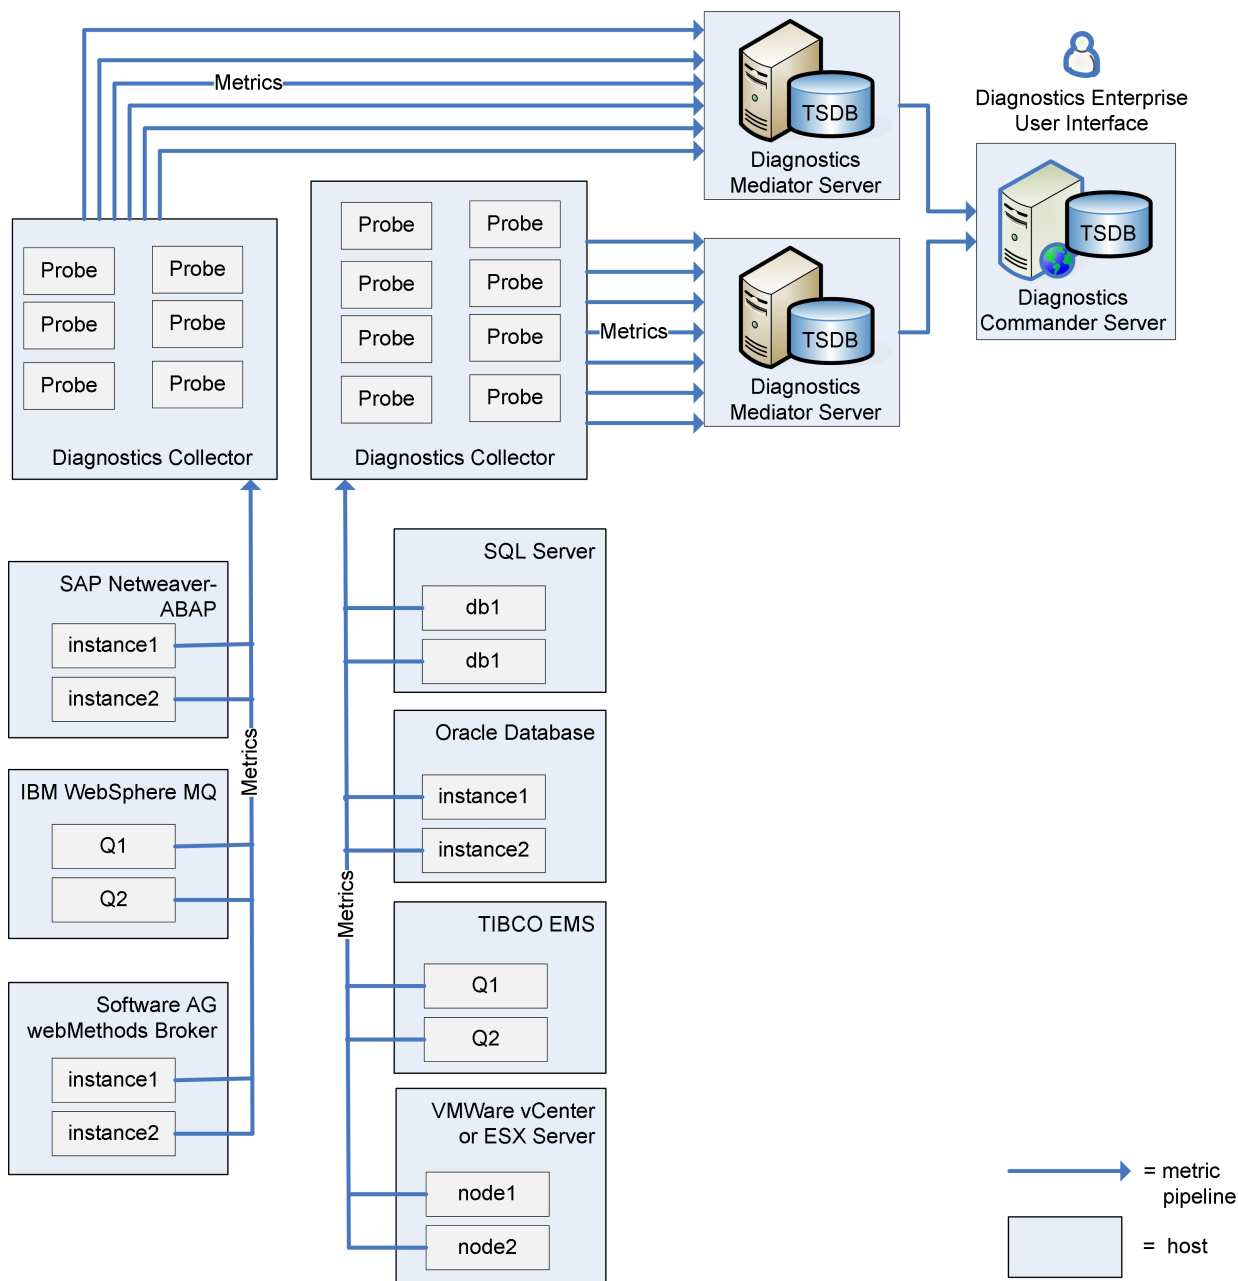 Metrics
TSDB
Diagnostics
Mediator Server
Diagnostics Enterprise
User Interface
TSDB
Diagnostics
Commander Server
Probe
Probe
Probe
Probe
Probe
Probe
Diagnostics Collector
Probe
Probe
Probe
Probe
Probe
Probe
Probe
Probe
Diagnostics Collector
Metrics
TSDB
Diagnostics
Mediator Server
SAP Netweaver-
ABAP
instance1
instance2
Metrics
IBM WebSphere MQ
Q1
Q2
Software AG
webMethods Broker
instance1
instance2
SQL Server
db1
db1
Oracle Database
instance1
instance2
Metrics
TIBCO EMS
Q1
Q2
VMWare vCenter
or ESX Server
node1
node2
= metric
pipeline
= host